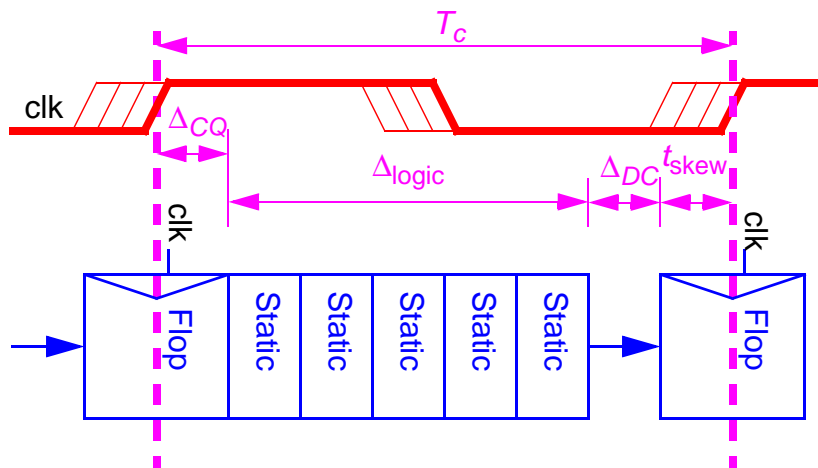 T_c
clk
Δ_CQ
Δ_logic
Δ_DC
t_skew
clk
clk
Flop
Static
Static
Static
Static
Static
Flop